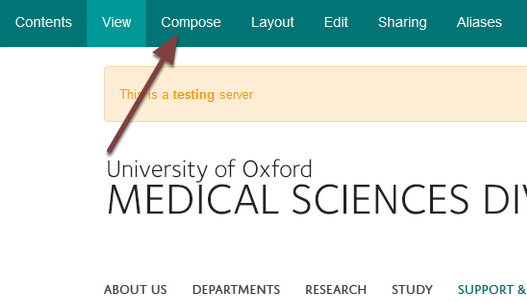 Contents View Compose Layout Edit Sharing Aliases
This is a testing server
University of Oxford
MEDICAL SCIENCES DI
ABOUT US DEPARTMENTS RESEARCH STUDY SUPPORT &